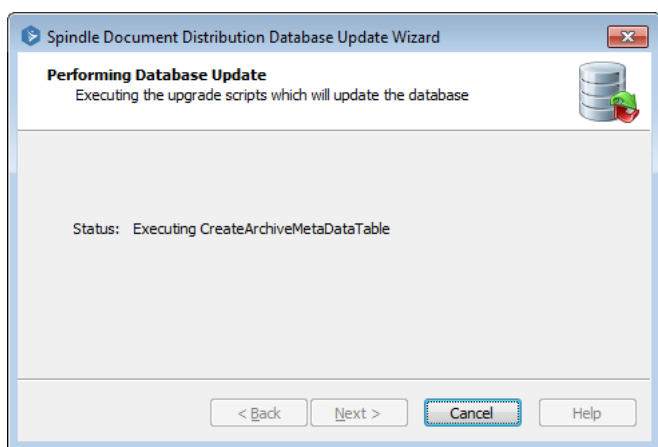 Spindle Document Distribution Database Update Wizard
Performing Database Update
Executing the upgrade scripts which will update the database
Status: Executing CreateArchiveMetaDataTable
< Back Next > Cancel Help